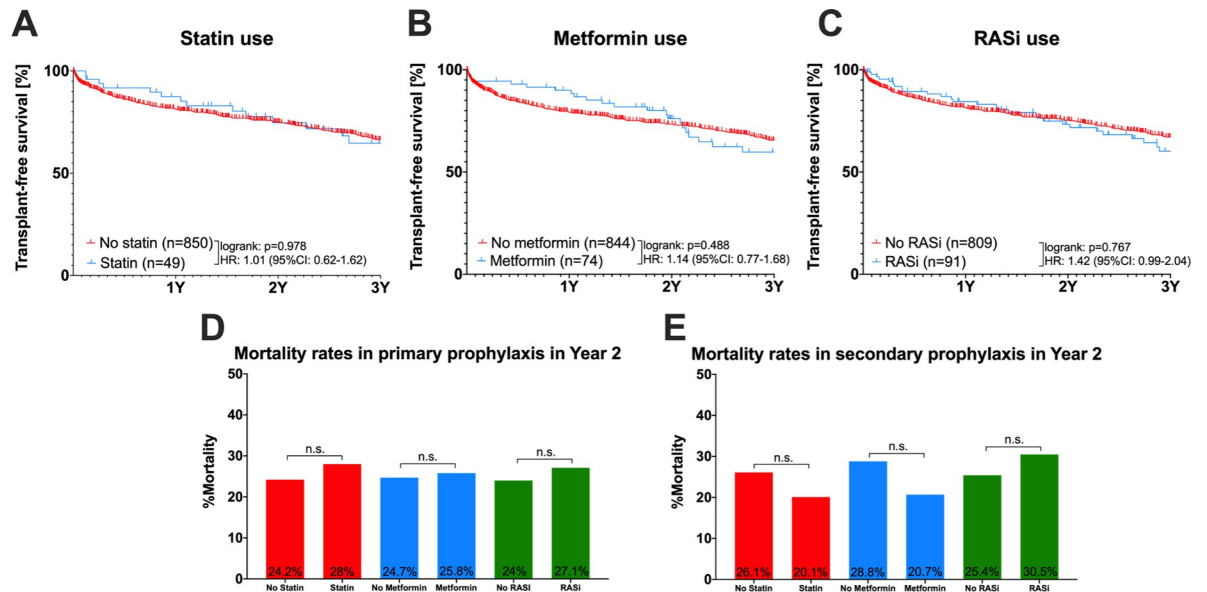 A
Statin use
Transplant-free survival [%]
100
50
0
1Y
2Y
3Y
No statin (n=850)
Statin (n=49)
logrank: p=0.978
HR: 1.01 (95%CI: 0.62-1.62)
B
Metformin use
Transplant-free survival [%]
100
50
0
1Y
2Y
3Y
No metformin (n=844)
Metformin (n=74)
logrank: p=0.488
HR: 1.14 (95%CI: 0.77-1.68)
C
RASi use
Transplant-free survival [%]
100
50
0
1Y
2Y
3Y
No RASi (n=809)
RASi (n=91)
logrank: p=0.767
HR: 1.42 (95%CI: 0.99-2.04)
D
Mortality rates in primary prophylaxis in Year 2
%Mortality
50
40
30
20
10
0
n.s.
n.s.
n.s.
24.2%
28%
24.7%
25.8%
24%
27.1%
No Statin
Statin
No Metformin
Metformin
No RASI
RASi
E
Mortality rates in secondary prophylaxis in Year 2
%Mortality
50
40
30
20
10
0
n.s.
n.s.
n.s.
26.1%
20.1%
28.8%
20.7%
25.4%
30.5%
No Statin
Statin
No Metformin
Metformin
No RASi
RASi